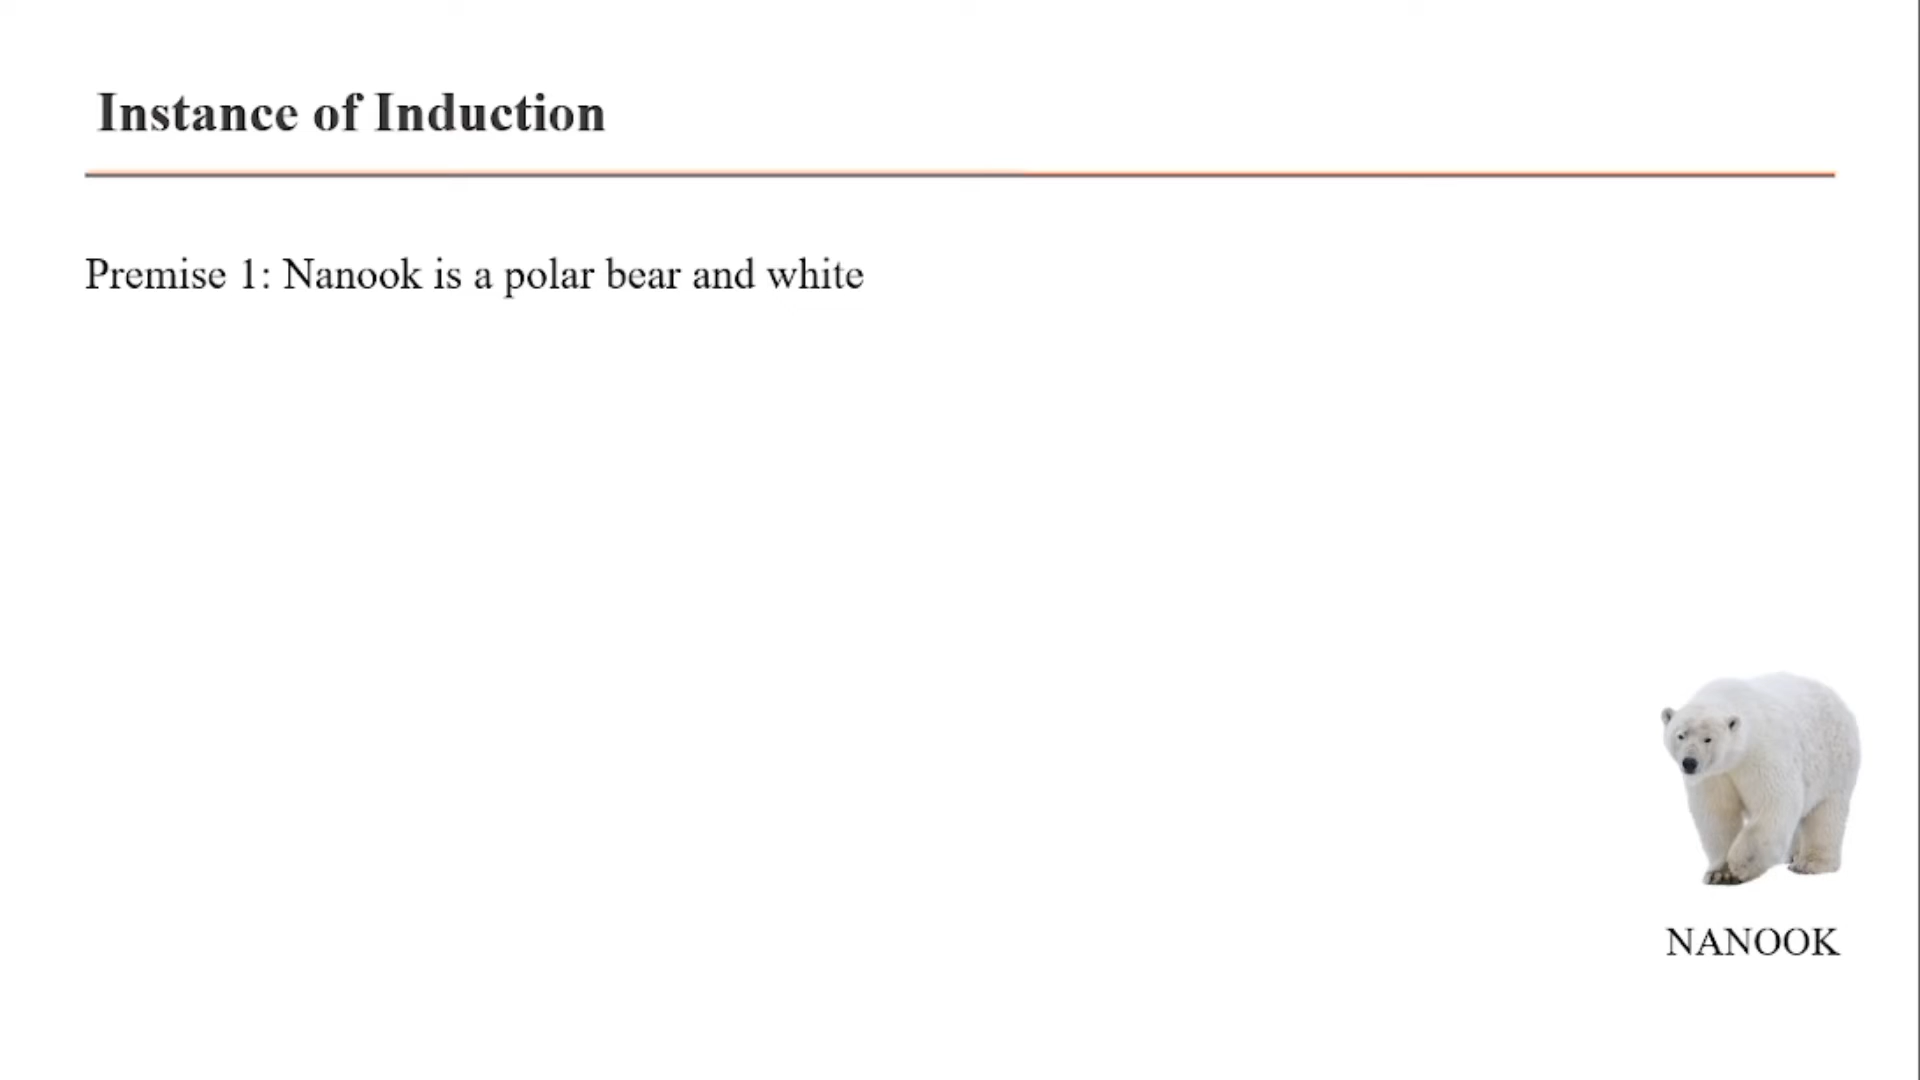 Instance of Induction
Premise 1: Nanook is a polar bear and white
NANOOK